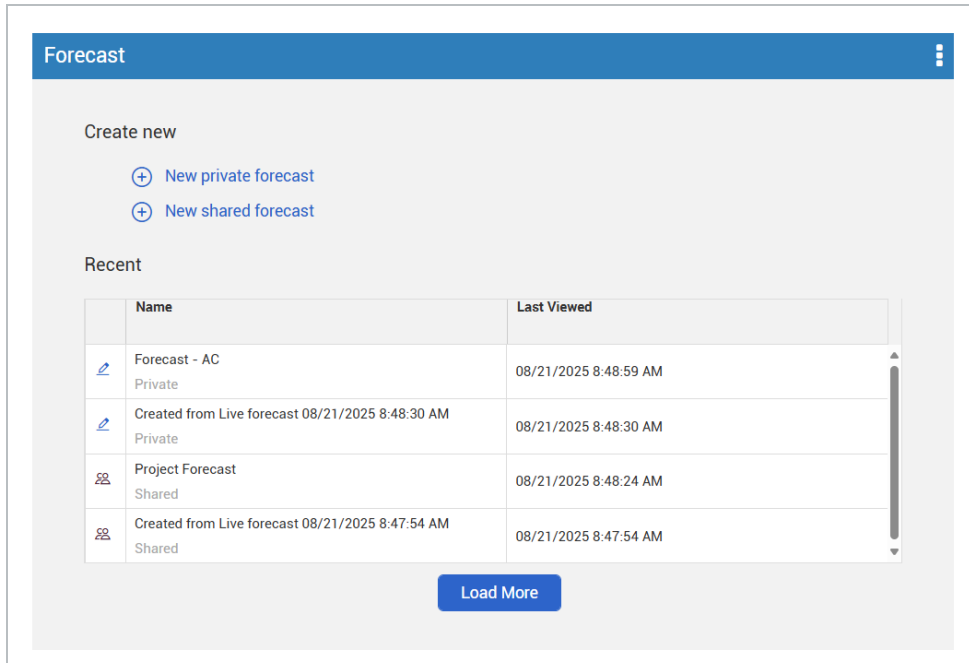 Forecast
Create new
New private forecast
New shared forecast
Recent
Name Last Viewed
Forecast - AC
Private
08/21/2025 8:48:59 AM
Created from Live forecast 08/21/2025 8:48:30 AM
Private
08/21/2025 8:48:30 AM
Project Forecast
Shared
08/21/2025 8:48:24 AM
Created from Live forecast 08/21/2025 8:47:54 AM
Shared
08/21/2025 8:47:54 AM
Load More